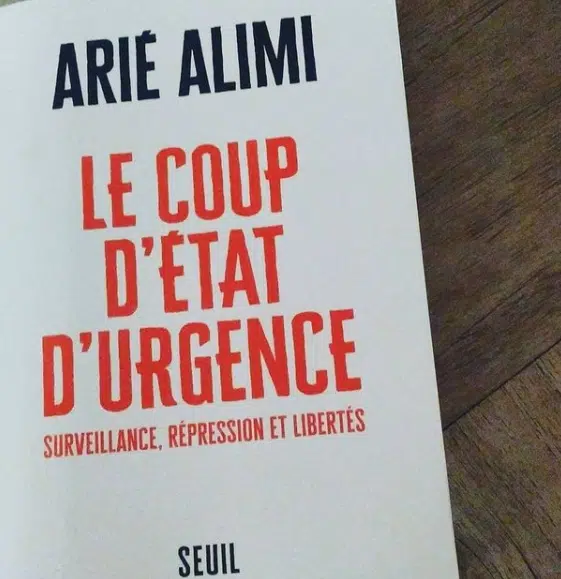 ARIÉ ALIMI
LE COUP
D'ÉTAT
D'URGENCE
SURVEILLANCE, RÉPRESSION ET LIBERTÉS
SEUIL